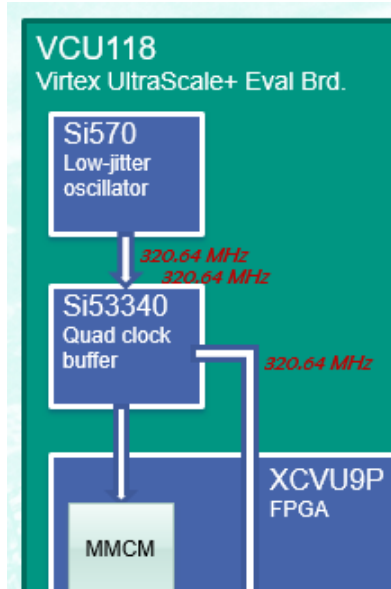 VCU118
Virtex UltraScale+ Eval Brd.
Si570
Low-jitter
oscillator
320.64 MHz
320.64 MHz
Si53340
Quad clock
buffer
320.64 MHz
XCVU9P
FPGA
MMCM